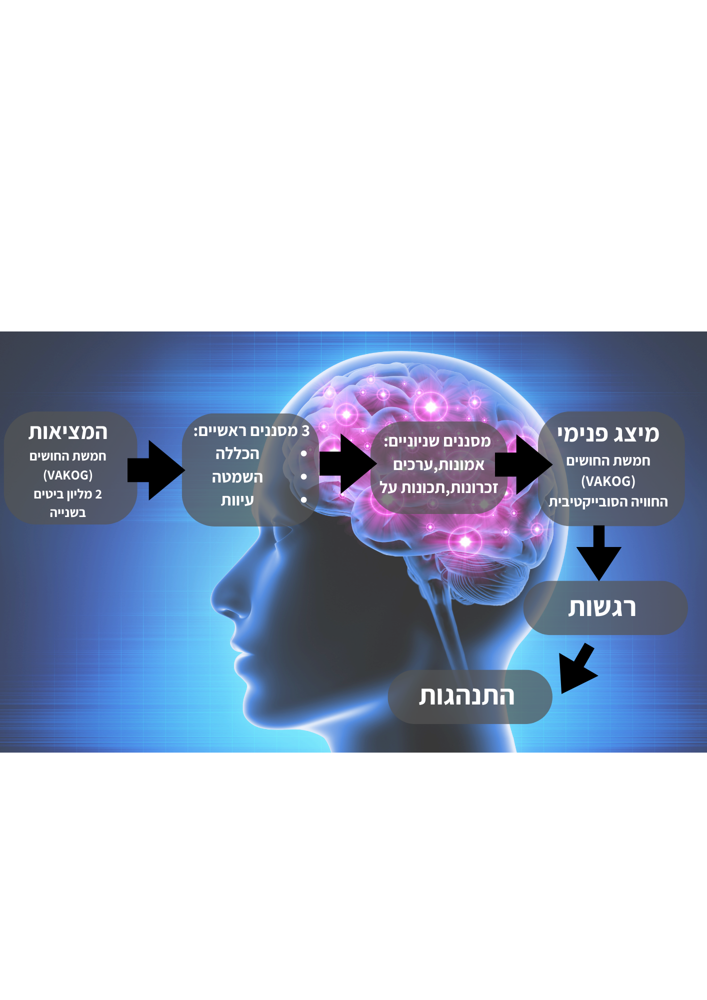 המציאות
חמשת החושים
(VAKOG)
2 מליון ביטים
בשנייה
3 מסננים ראשיים:
• הכללה
• השמטה
• עיוות
מסננים שניוניים:
אמונות,ערכים
זכרונות,תכונות על
מיצג פנימי
חמשת החושים
(VAKOG)
החוויה הסובייקטיבית
רגשות
התנהגות